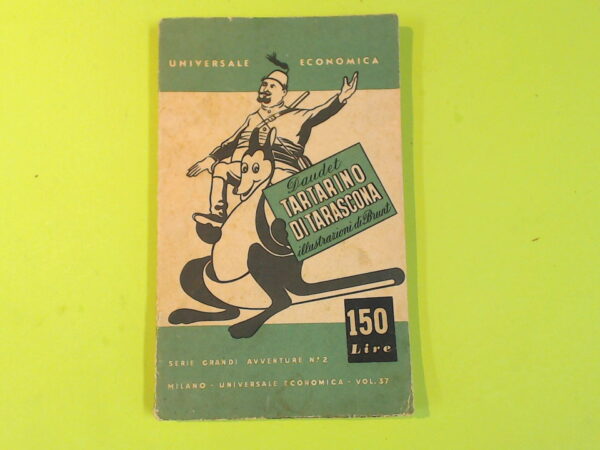 UNIVERSALE ECONOMICA
Daudet
TARTARINO
DI TARASCONA
illustrazioni di Brunt
150
Lire
SERIE GRANDI AVVENTURE N.º 2
MILANO - UNIVERSALE ECONOMICA - VOL. 37